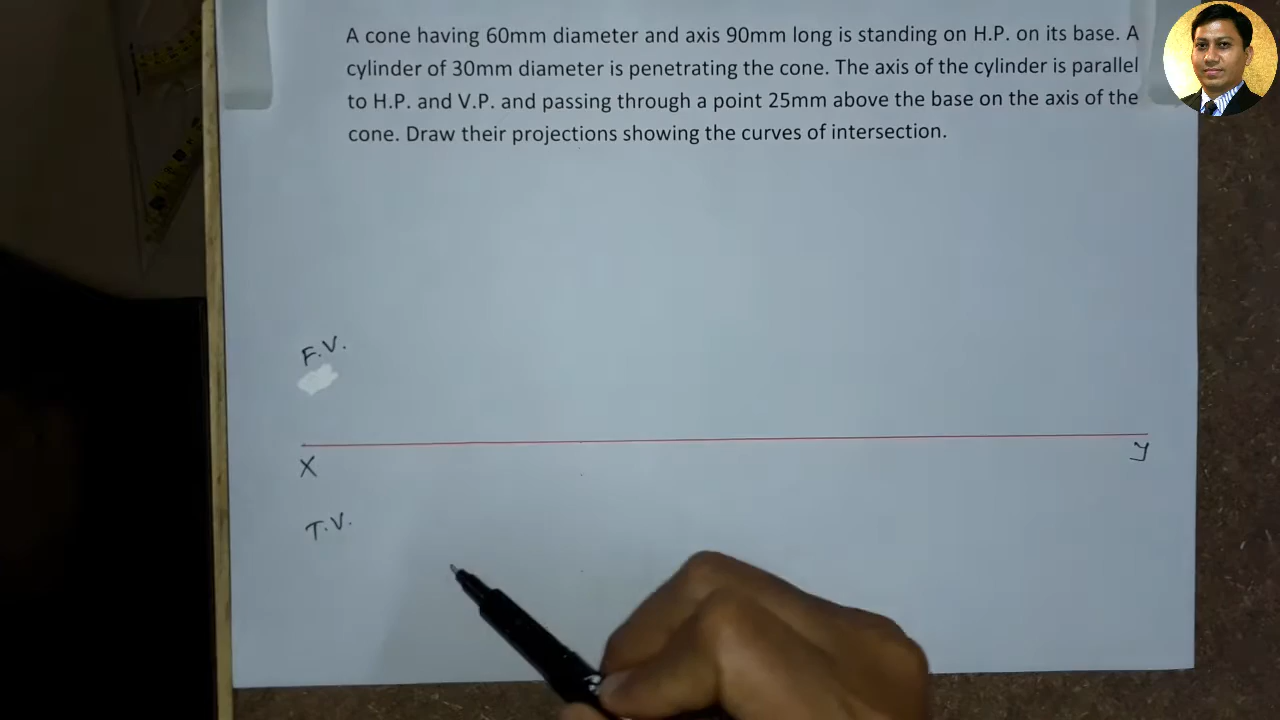 A cone having 60mm diameter and axis 90mm long is standing on H.P. on its base. A
cylinder of 30mm diameter is penetrating the cone. The axis of the cylinder is parallel
to H.P. and V.P. and passing through a point 25mm above the base on the axis of the
cone. Draw their projections showing the curves of intersection.
F.V.
X
Y
T.V.